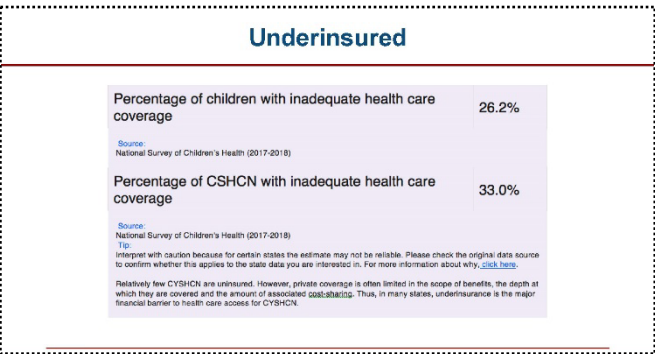 Underinsured
Percentage of children with inadequate health care
coverage
26.2%
Source:
National Survey of Children's Health (2017-2018)
Percentage of CSHCN with inadequate health care
coverage
33.0%
Source:
National Survey of Children's Health (2017-2018)
Tip:
Interpret with caution because for certain states the estimate may not be reliable. Please check the original data source
to confirm whether this applies to the state data you are interested in. For more information about why, click here.
Relatively few CYSHCN are uninsured. However, private coverage is often limited in the scope of benefits, the depth at
which they are covered and the amount of associated cost-sharing. Thus, in many states, underinsurance is the major
financial barrier to health care access for CYSHCN.